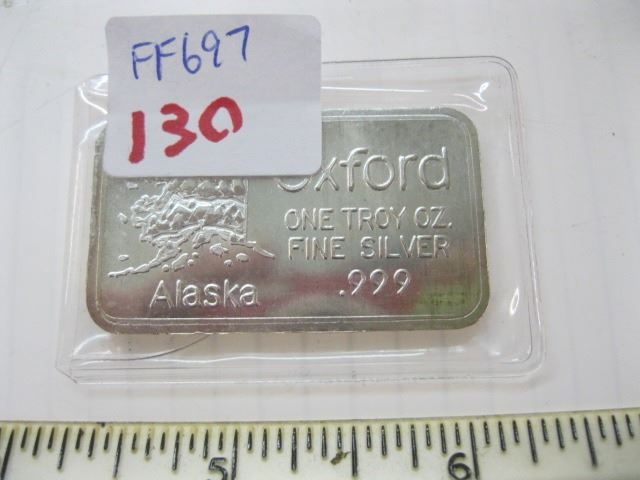 FF697
130
Oxford
ONE TROY OZ.
FINE SILVER
.999
Alaska
5
6